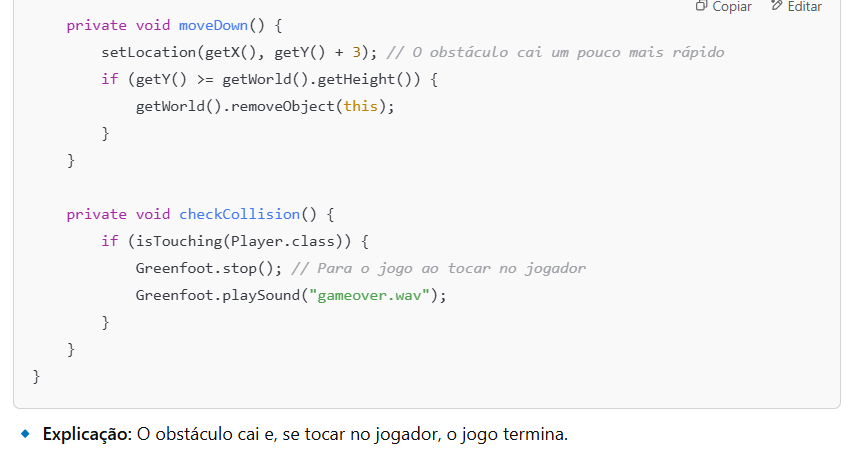 Copiar Editar
private void moveDown() {
setLocation(getX(), getY() + 3); // O obstáculo cai um pouco mais rápido
if (getY() >= getWorld().getHeight()) {
getWorld().removeObject(this);
}
}
private void checkCollision() {
if (isTouching(Player.class)) {
Greenfoot.stop(); // Para o jogo ao tocar no jogador
Greenfoot.playSound("gameover.wav");
}
}
}
Explicação: O obstáculo cai e, se tocar no jogador, o jogo termina.